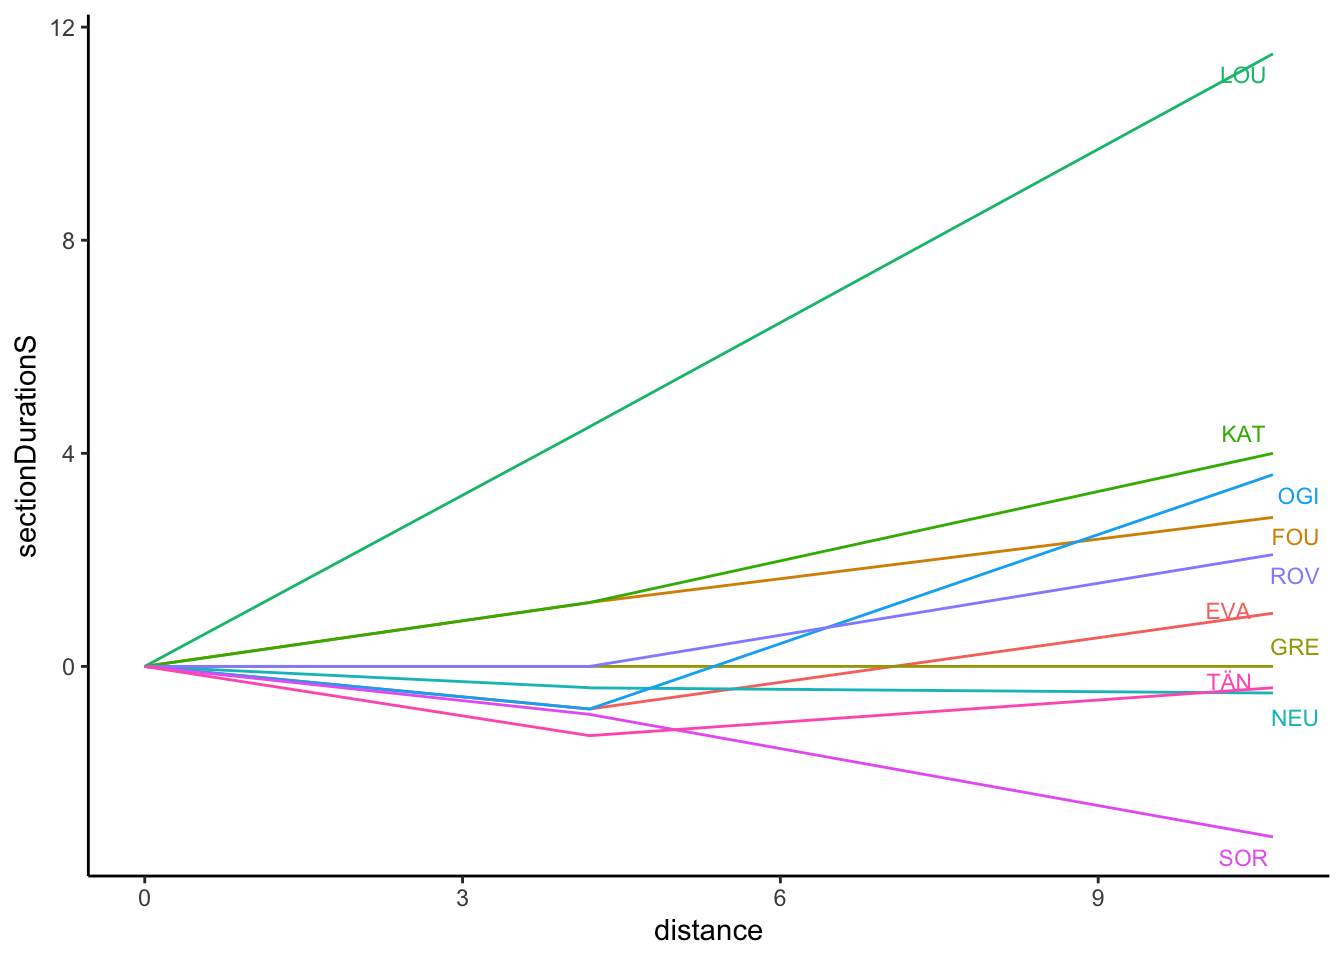 12
LOU
8
sectionDurationS
4
KAT
OGI
FOU
ROV
EVA
GRE
0
TÄN
NEU
SOR
0 3 6 9
distance